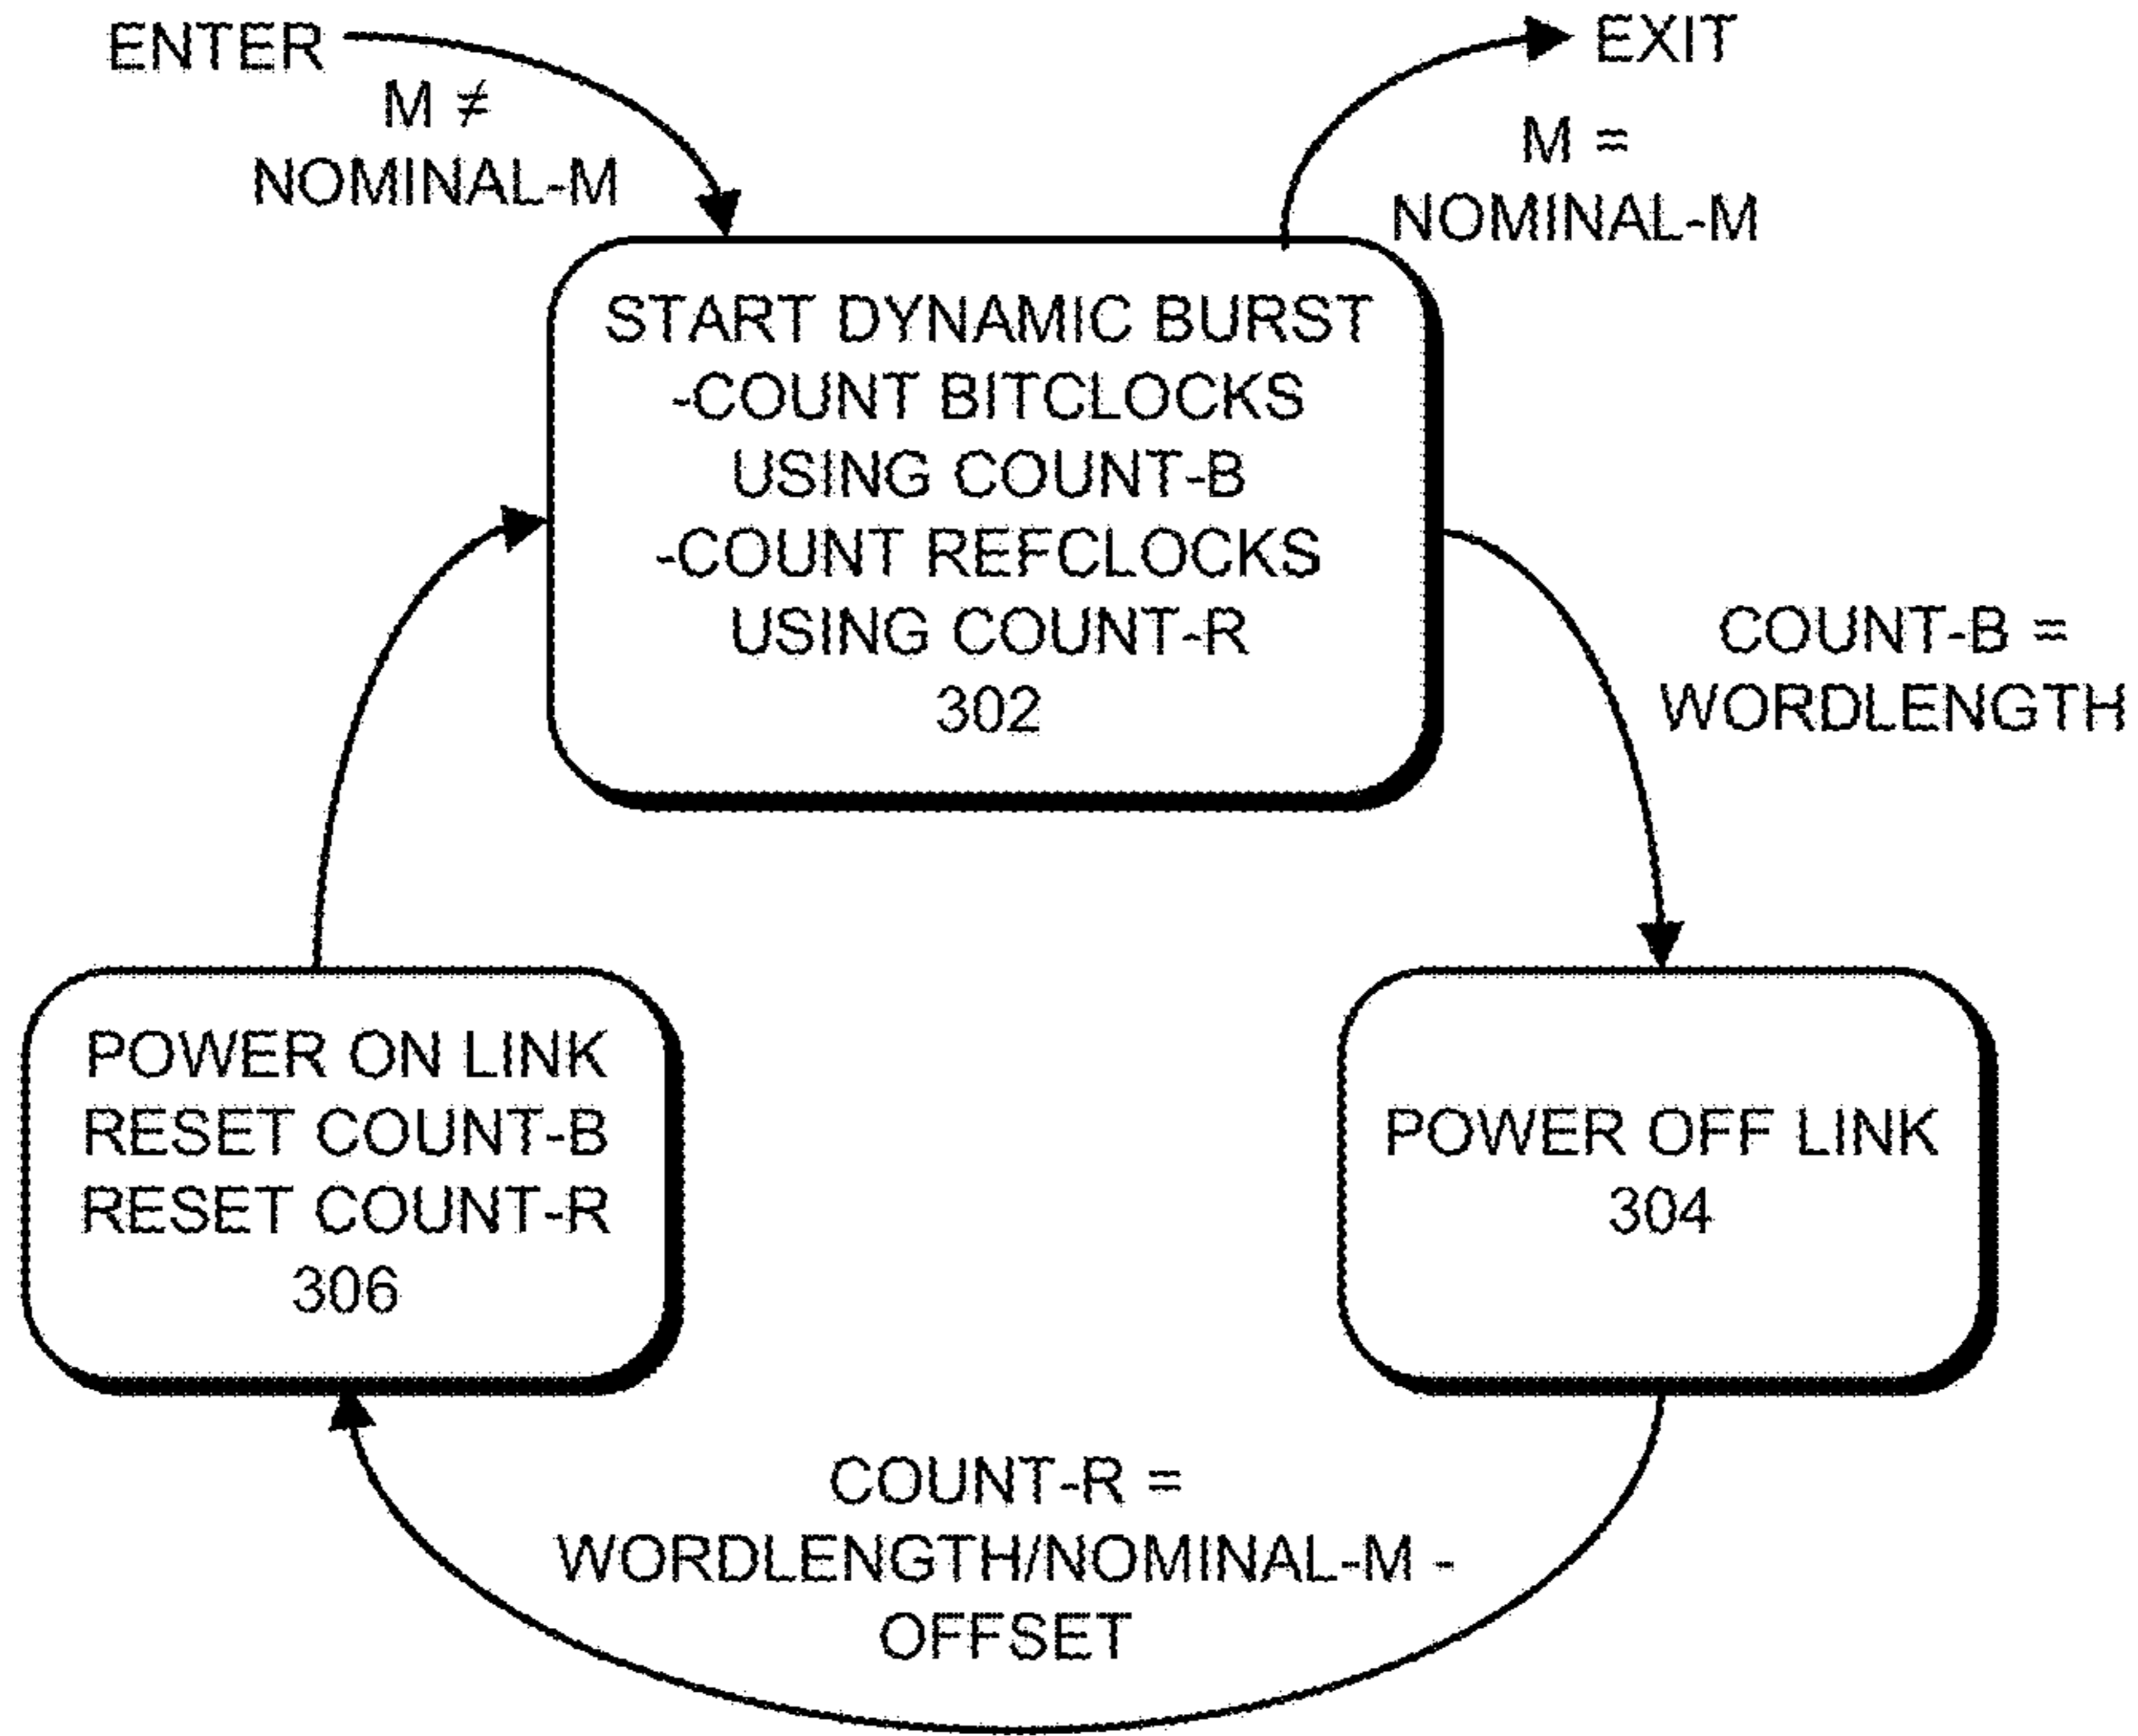 ENTER
M ≠
NOMINAL-M
EXIT
M =
NOMINAL-M
START DYNAMIC BURST
-COUNT BITCLOCKS
USING COUNT-B
-COUNT REFCLOCKS
USING COUNT-R
302
COUNT-B =
WORDLENGTH
POWER OFF LINK
304
COUNT-R =
WORDLENGTH/NOMINAL-M -
OFFSET
POWER ON LINK
RESET COUNT-B
RESET COUNT-R
306